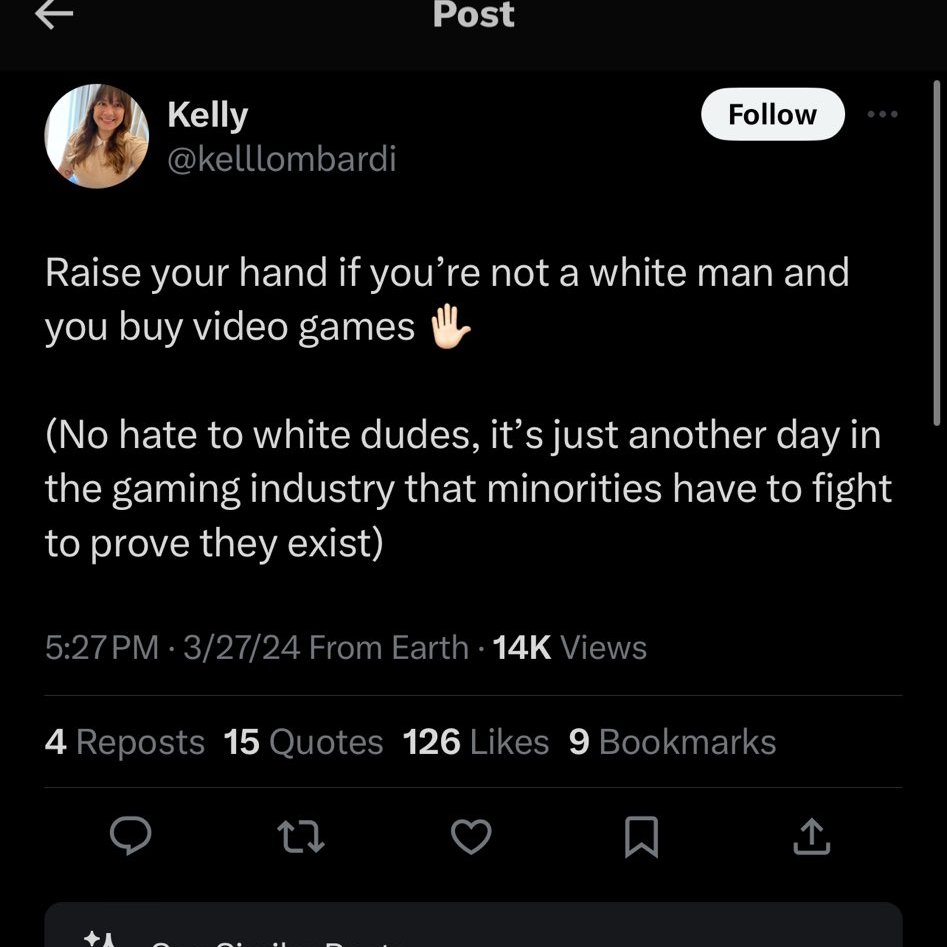 Post
Kelly
Follow
@kelllombardi
Raise your hand if you’re not a white man and
you buy video games 🖐🏻
(No hate to white dudes, it’s just another day in
the gaming industry that minorities have to fight
to prove they exist)
5:27 PM · 3/27/24 From Earth · 14K Views
4 Reposts 15 Quotes 126 Likes 9 Bookmarks